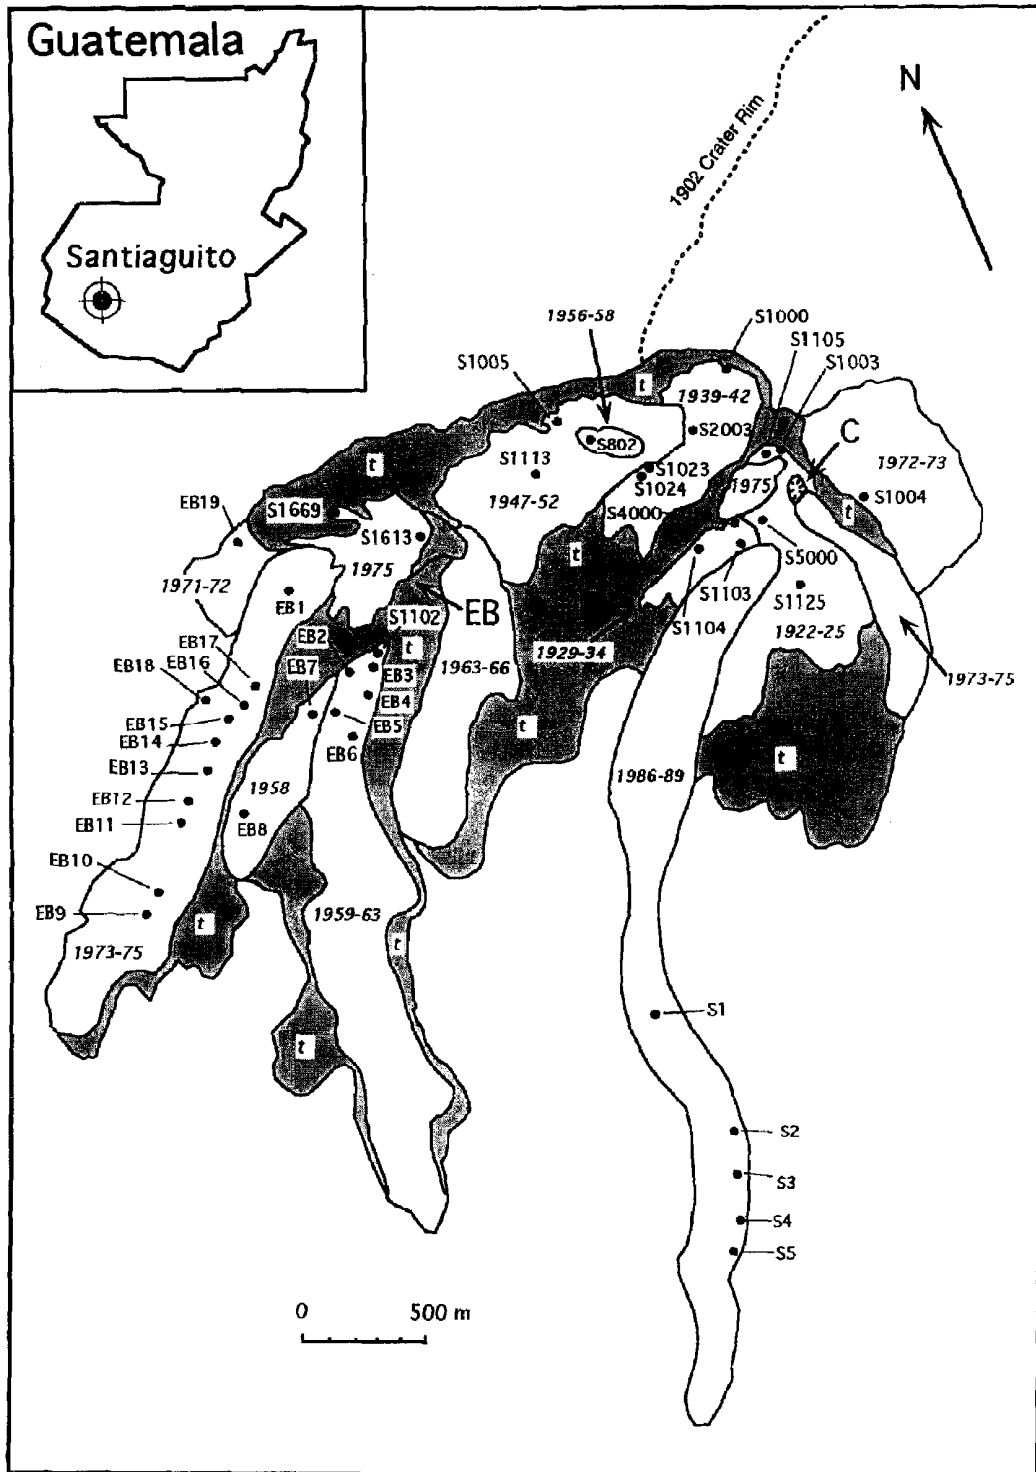 Guatemala
Santiaguito
N
1902 Crater Rim
1956-58
S1000
S1105
S1003
S1005
t
1939-42
C
S802
S2003
1972-73
t
S1113
S1023
1975
EB19
S1024
S1004
S1669
1947-52
S4000
t
S1613
t
1975
S5000
1971-72
S1103
EB1
EB
S1125
S1102
S1104
EB2
1922-25
EB17
t
1929-34
EB18
EB16
EB7
EB3
1963-66
1973-75
EB4
EB15
EB5
t
EB14
EB6
t
EB13
1986-89
1958
EB12
EB11
EB8
EB10
EB9
1959-63
t
t
1973-75
S1
t
S2
S3
S4
S5
0 500 m